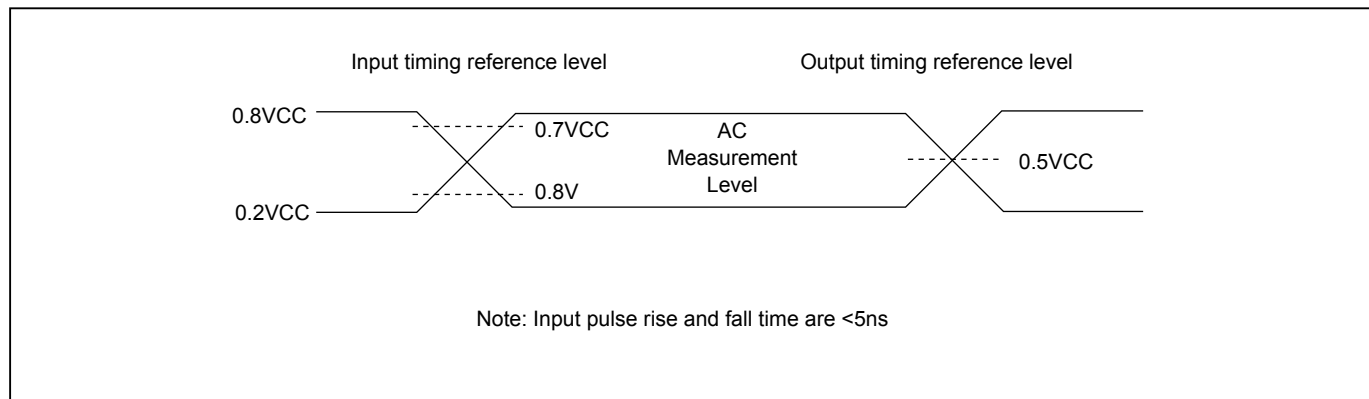 Input timing reference level
Output timing reference level
0.8VCC
0.7VCC
AC
Measurement
Level
0.5VCC
0.8V
0.2VCC
Note: Input pulse rise and fall time are <5ns